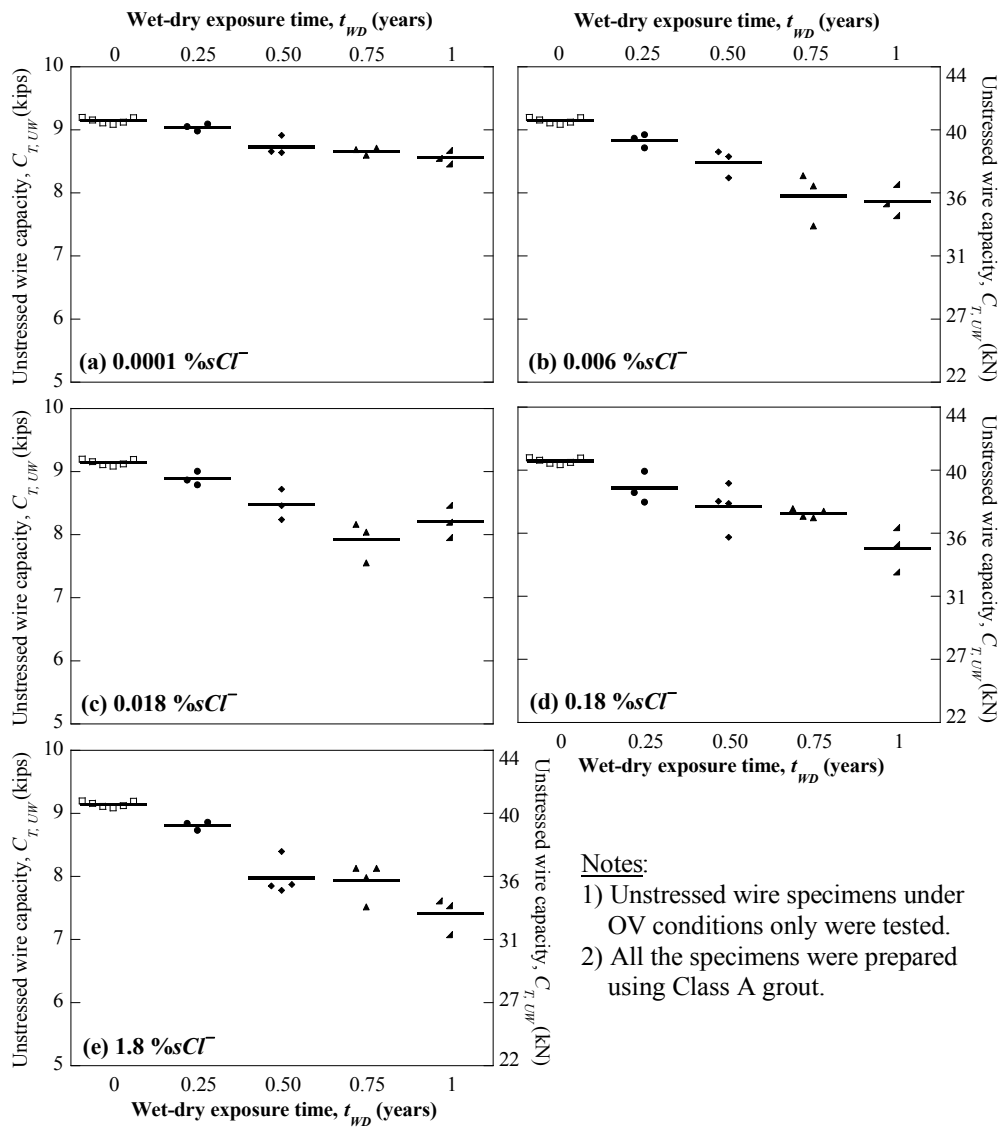 Wet-dry exposure time, t_WD (years)
0 0.25 0.50 0.75 1
Unstressed wire capacity, C_T, UW (kips)
10
9
8
7
6
5
(a) 0.0001 %sCl⁻
Wet-dry exposure time, t_WD (years)
0 0.25 0.50 0.75 1
44
40
36
31
27
22
Unstressed wire capacity, C_T, UW (kN)
(b) 0.006 %sCl⁻
Unstressed wire capacity, C_T, UW (kips)
10
9
8
7
6
5
(c) 0.018 %sCl⁻
44
40
36
31
27
22
Unstressed wire capacity, C_T, UW (kN)
(d) 0.18 %sCl⁻
0 0.25 0.50 0.75 1
Wet-dry exposure time, t_WD (years)
Unstressed wire capacity, C_T, UW (kips)
10
9
8
7
6
5
44
40
36
31
27
22
Unstressed wire capacity, C_T, UW (kN)
(e) 1.8 %sCl⁻
0 0.25 0.50 0.75 1
Wet-dry exposure time, t_WD (years)
Notes:
1) Unstressed wire specimens under
OV conditions only were tested.
2) All the specimens were prepared
using Class A grout.